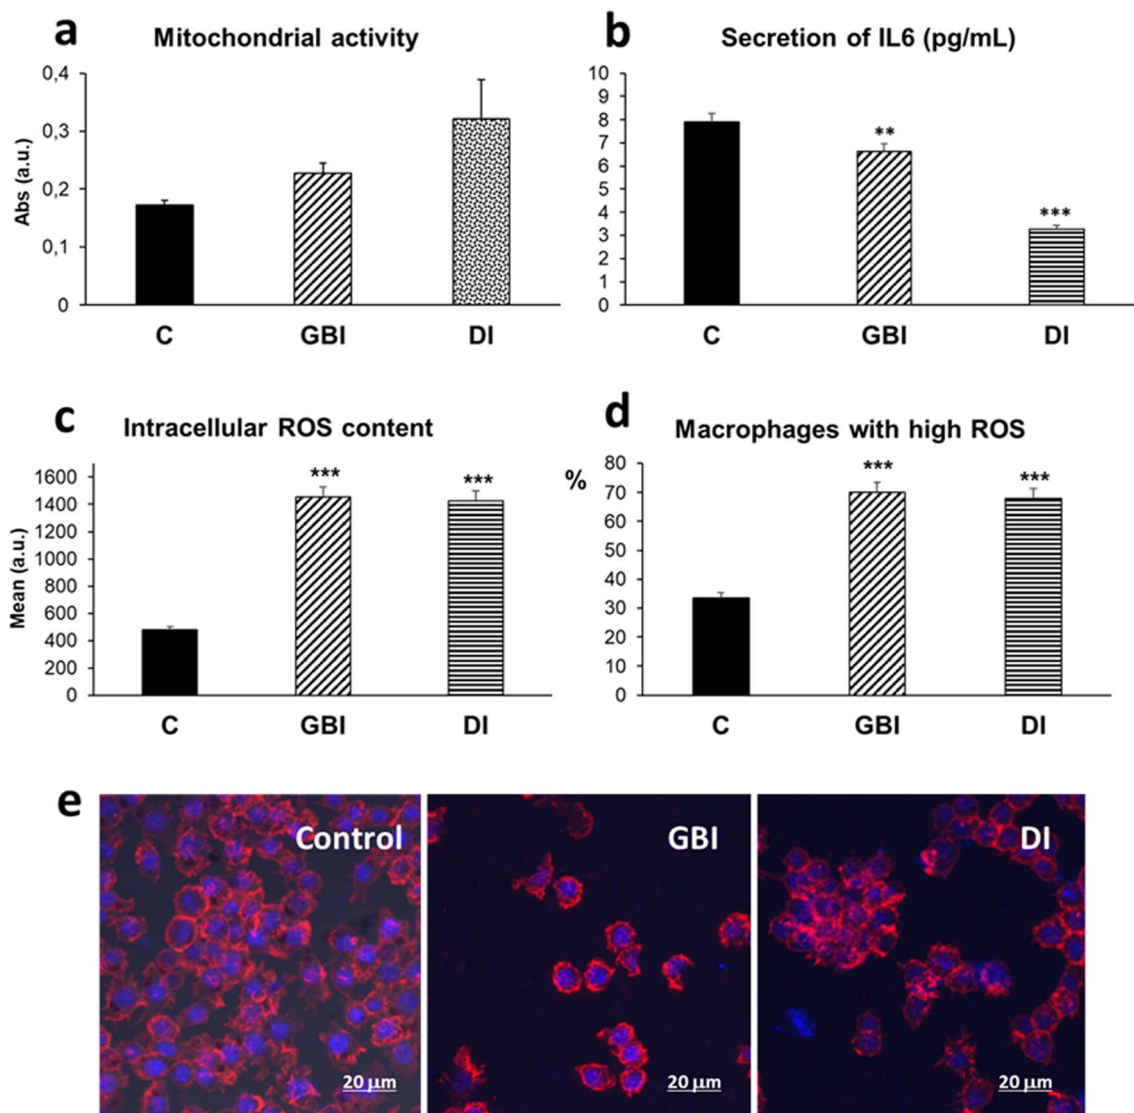 a
Mitochondrial activity
0,4
0,3
0,2
0,1
0
Abs (a.u.)
C GBI DI
b
Secretion of IL6 (pg/mL)
10
9
8
7
6
5
4
3
2
1
0
**
***
C GBI DI
c
Intracellular ROS content
1600
1400
1200
1000
800
600
400
200
0
Mean (a.u.)
*** ***
C GBI DI
d
Macrophages with high ROS
%
80
70
60
50
40
30
20
10
0
*** ***
C GBI DI
e
Control GBI DI
20 μm 20 μm 20 μm